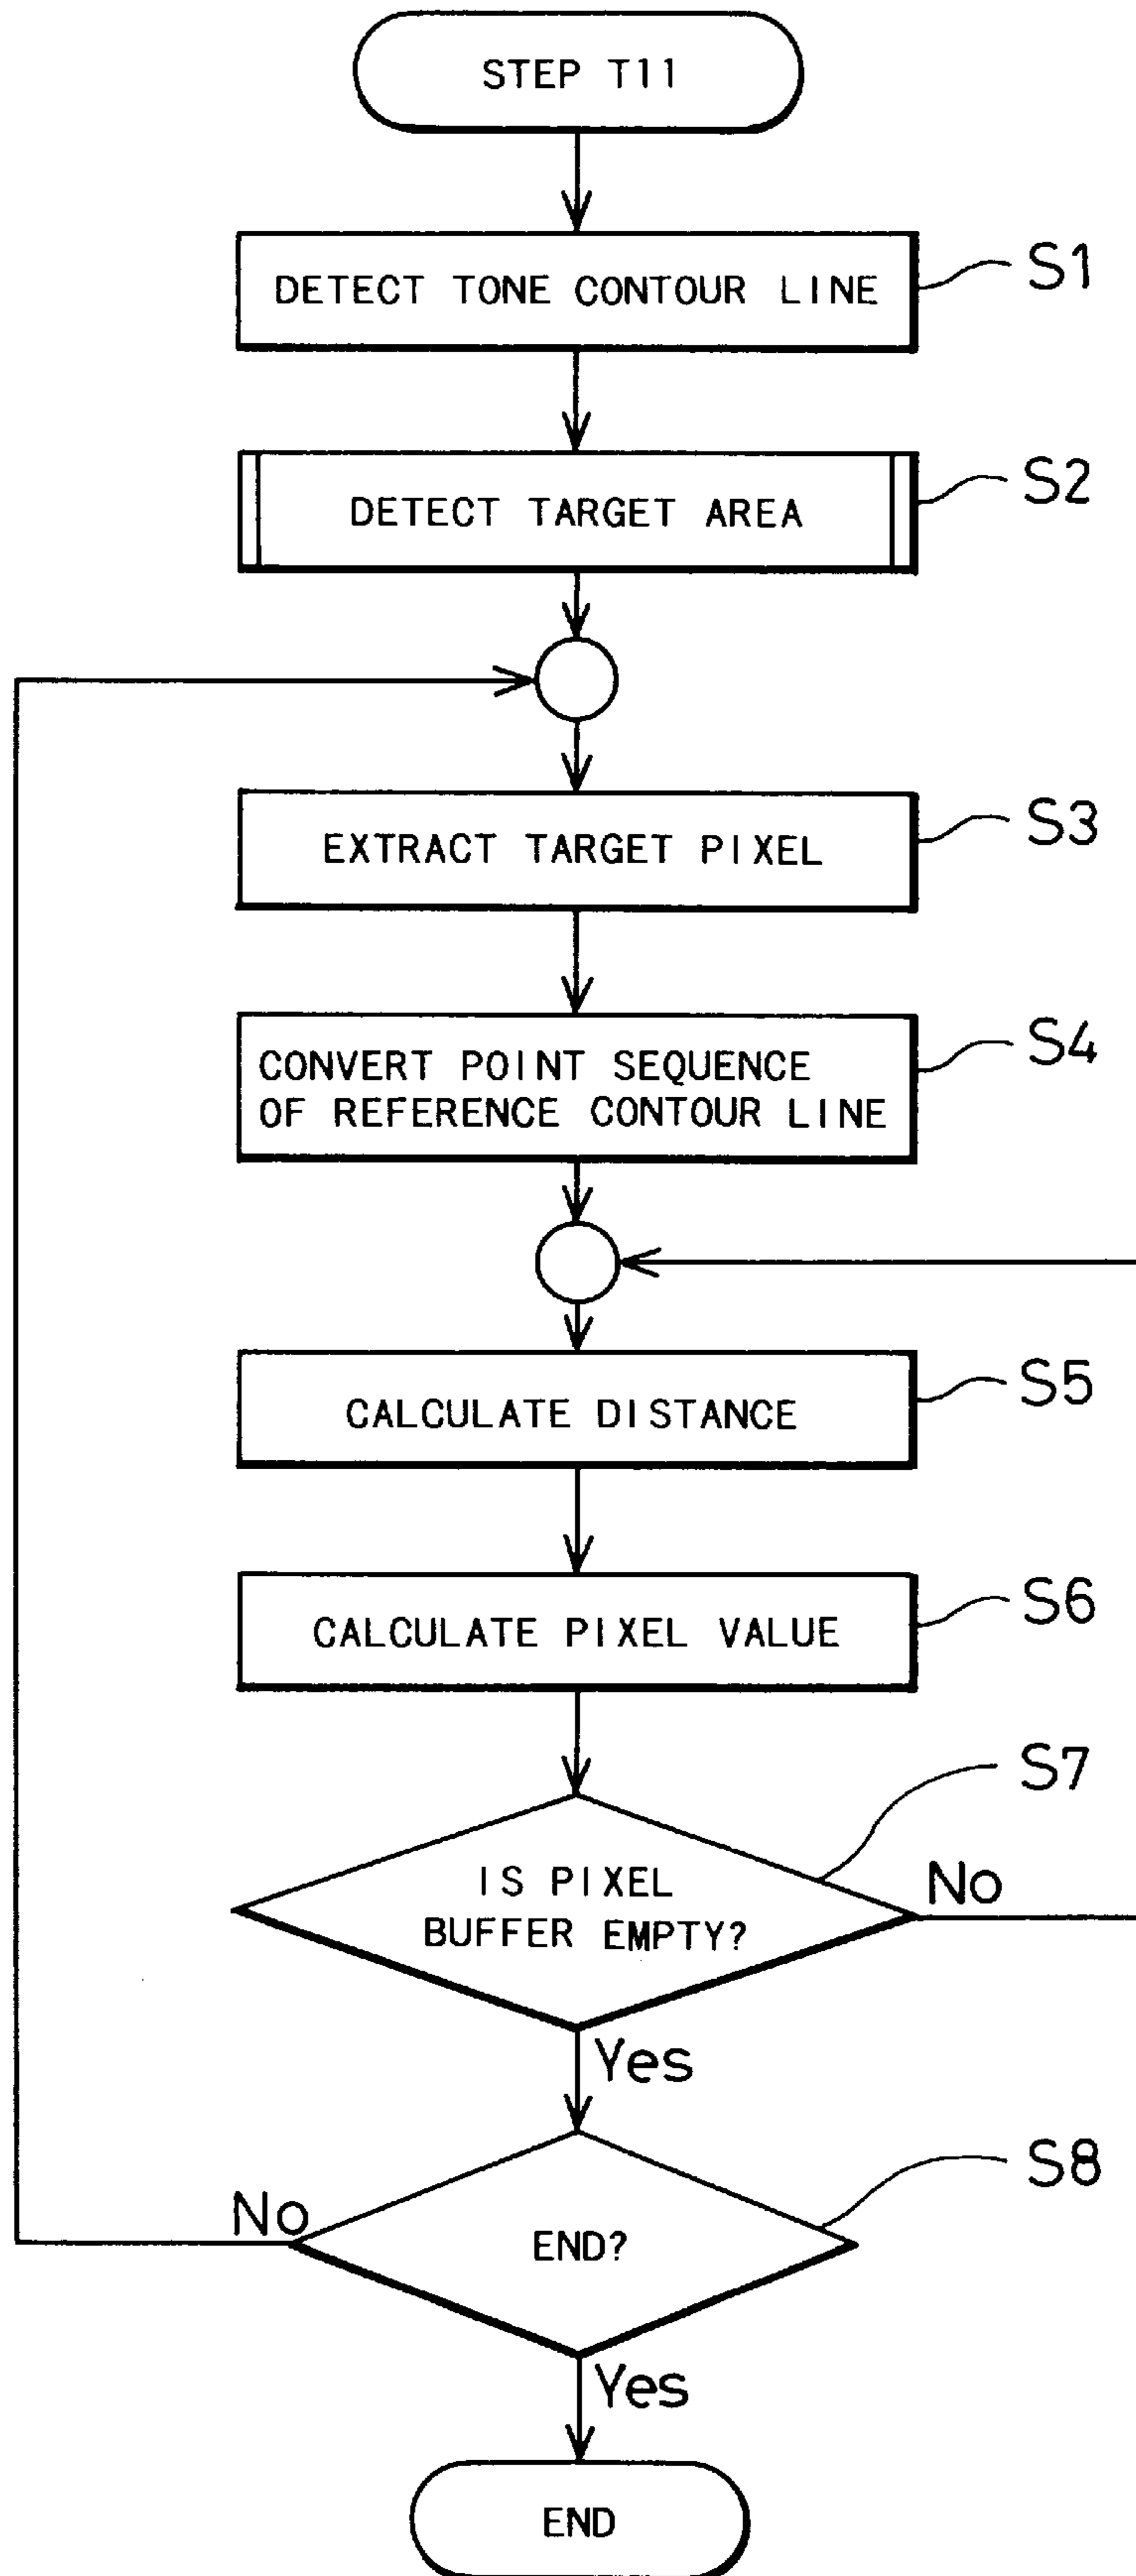 STEP T11
DETECT TONE CONTOUR LINE
S1
DETECT TARGET AREA
S2
EXTRACT TARGET PIXEL
S3
CONVERT POINT SEQUENCE
OF REFERENCE CONTOUR LINE
S4
CALCULATE DISTANCE
S5
CALCULATE PIXEL VALUE
S6
S7
IS PIXEL
BUFFER EMPTY?
No
Yes
S8
No
END?
Yes
END